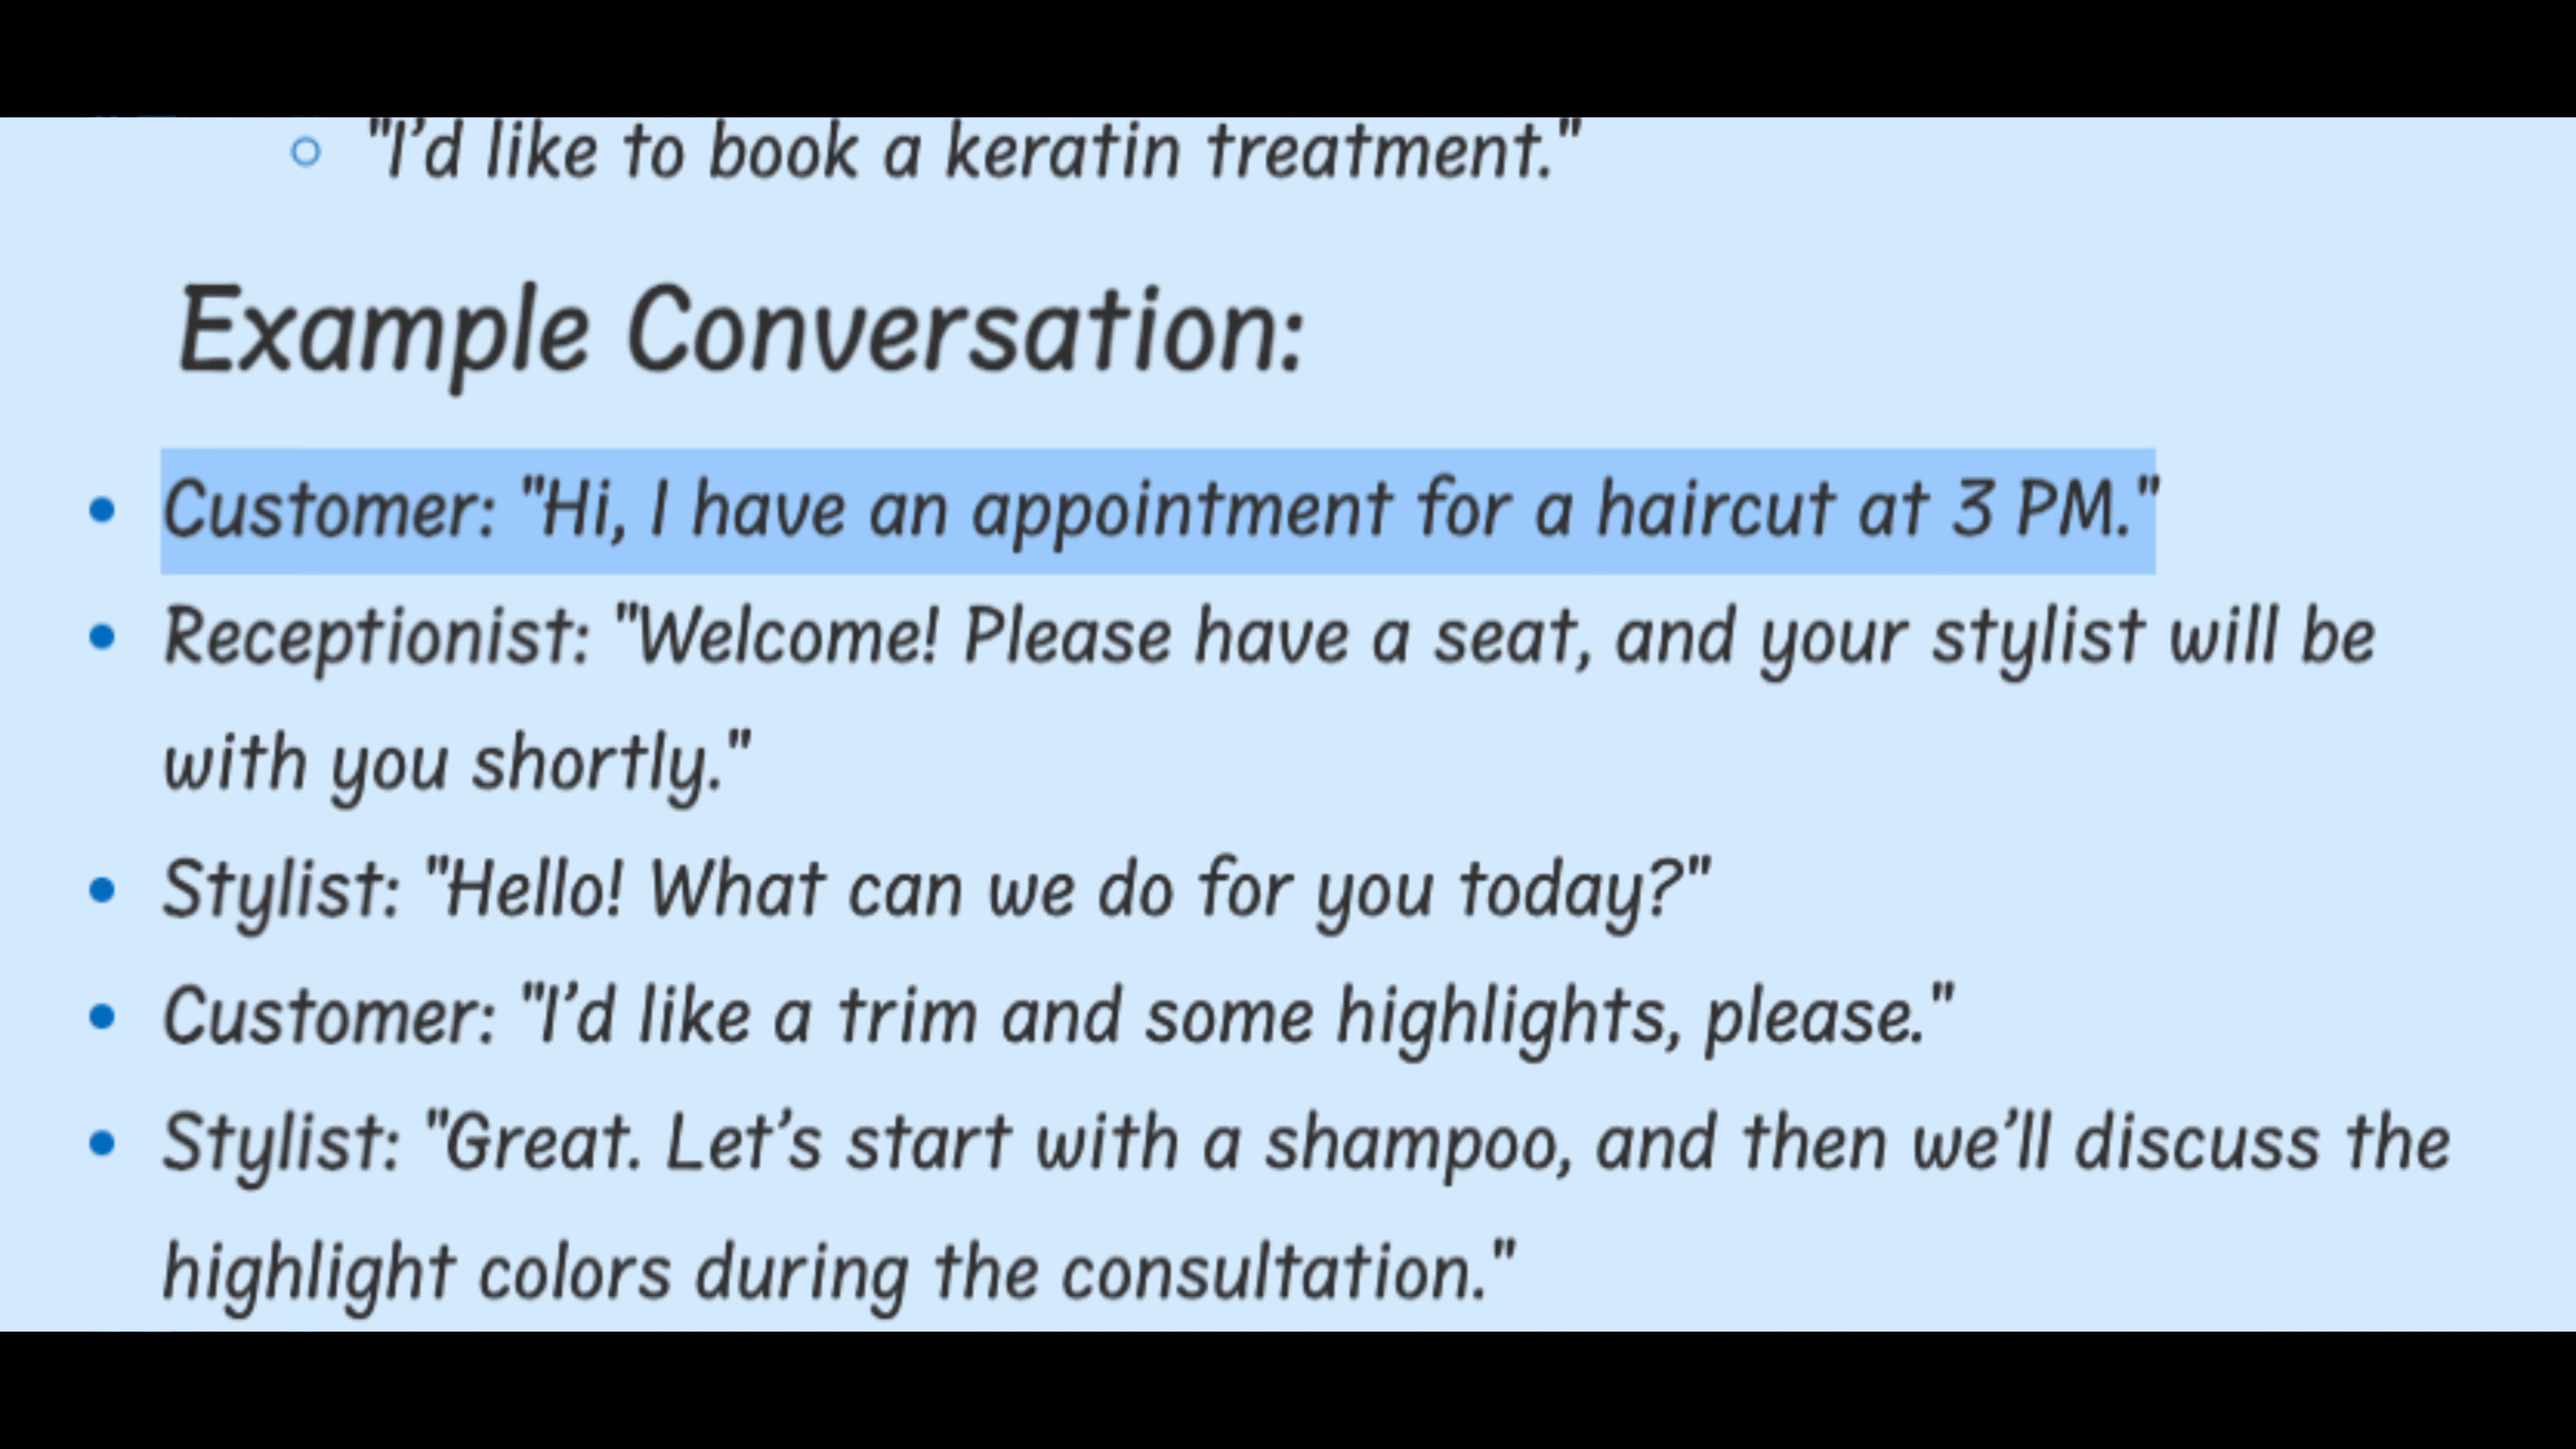 "I’d like to book a keratin treatment."
Example Conversation:
Customer: "Hi, I have an appointment for a haircut at 3 PM."
Receptionist: "Welcome! Please have a seat, and your stylist will be
with you shortly."
Stylist: "Hello! What can we do for you today?"
Customer: "I’d like a trim and some highlights, please."
Stylist: "Great. Let’s start with a shampoo, and then we’ll discuss the
highlight colors during the consultation."